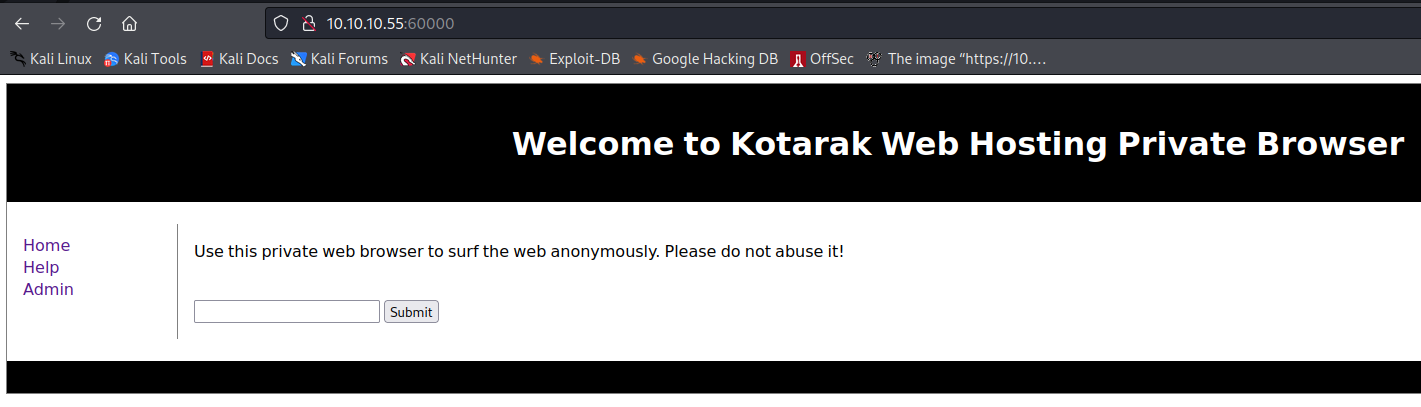 10.10.10.55:60000
Kali Linux Kali Tools Kali Docs Kali Forums Kali NetHunter Exploit-DB Google Hacking DB OffSec The image “https://10.…
Welcome to Kotarak Web Hosting Private Browser
Home
Help
Admin
Use this private web browser to surf the web anonymously. Please do not abuse it!
Submit